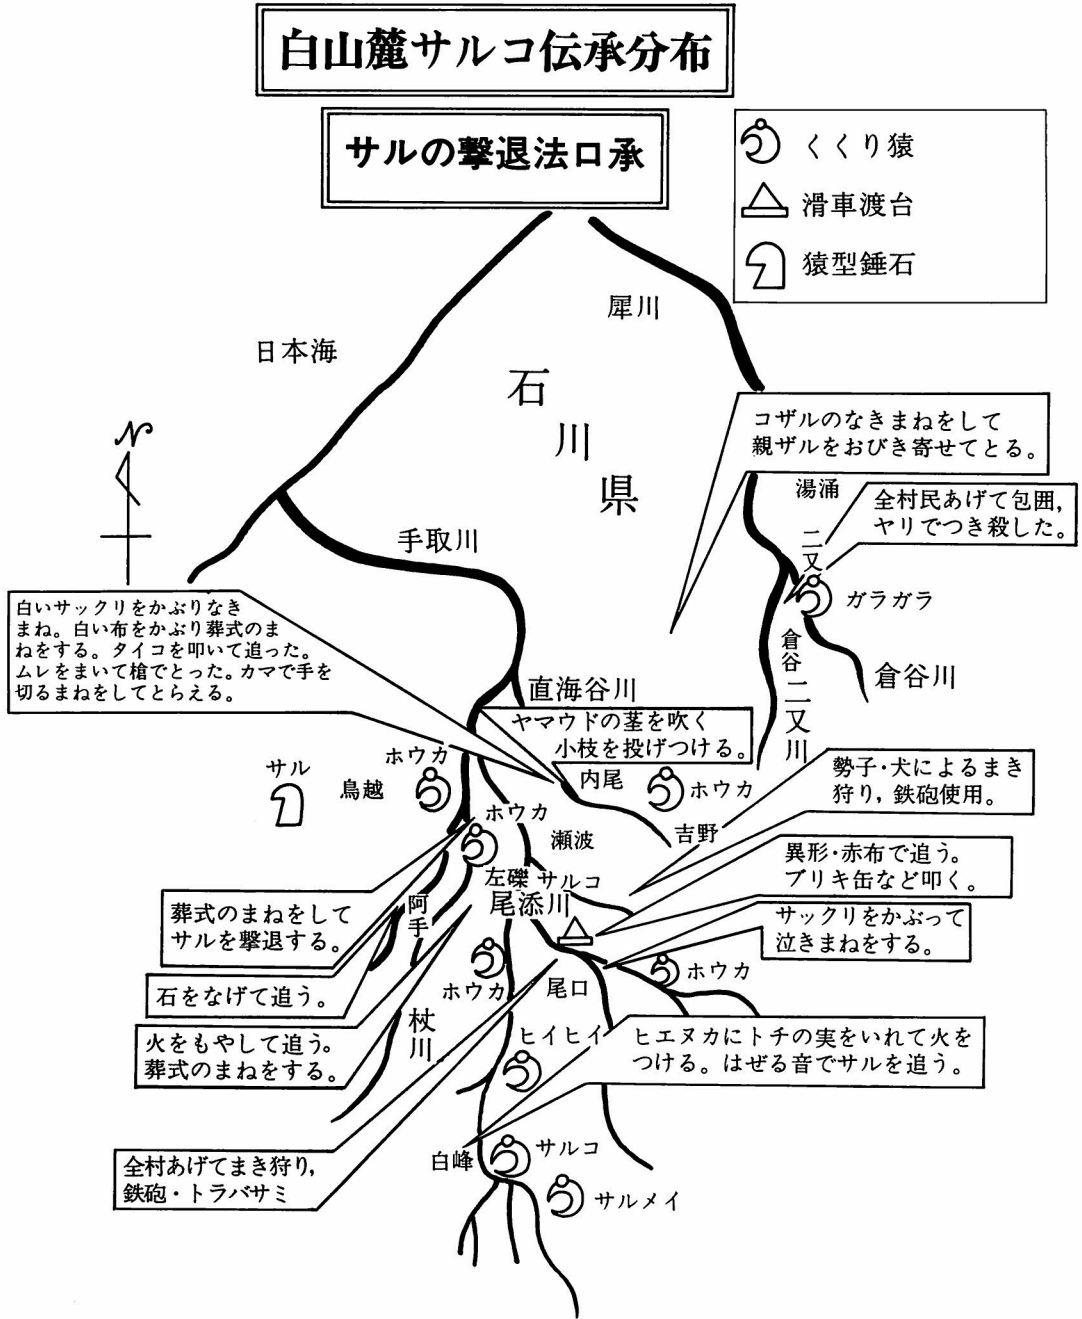 白山麓サルコ伝承分布
サルの撃退法口承
くくり猿
滑車渡台
猿型錘石
犀川
日本海
石川県
N
コザルのなきまねをして
親ザルをおびき寄せてとる。
湯涌
全村民あげて包囲,
ヤリでつき殺した。
手取川
二又
ガラガラ
白いサックリをかぶりなき
まね。白い布をかぶり葬式のま
ねをする。タイコを叩いて追った。
ムレをまいて槍でとった。カマで手を
切るまねをしてとらえる。
倉谷
倉谷川
二又川
直海谷川
ヤマウドの茎を吹く
小枝を投げつける。
ホウカ
サル
鳥越
内尾
ホウカ
勢子・犬によるまき
狩り,鉄砲使用。
ホウカ
瀬波
吉野
異形・赤布で追う。
ブリキ缶など叩く。
左礫
サルコ
尾添川
阿手
葬式のまねをして
サルを撃退する。
サックリをかぶって
泣きまねをする。
石をなげて追う。
ホウカ
尾口
ホウカ
杖川
火をもやして追う。
葬式のまねをする。
ヒイヒイ
ヒエヌカにトチの実をいれて火を
つける。はぜる音でサルを追う。
全村あげてまき狩り,
鉄砲・トラバサミ
白峰
サルコ
サルメイ